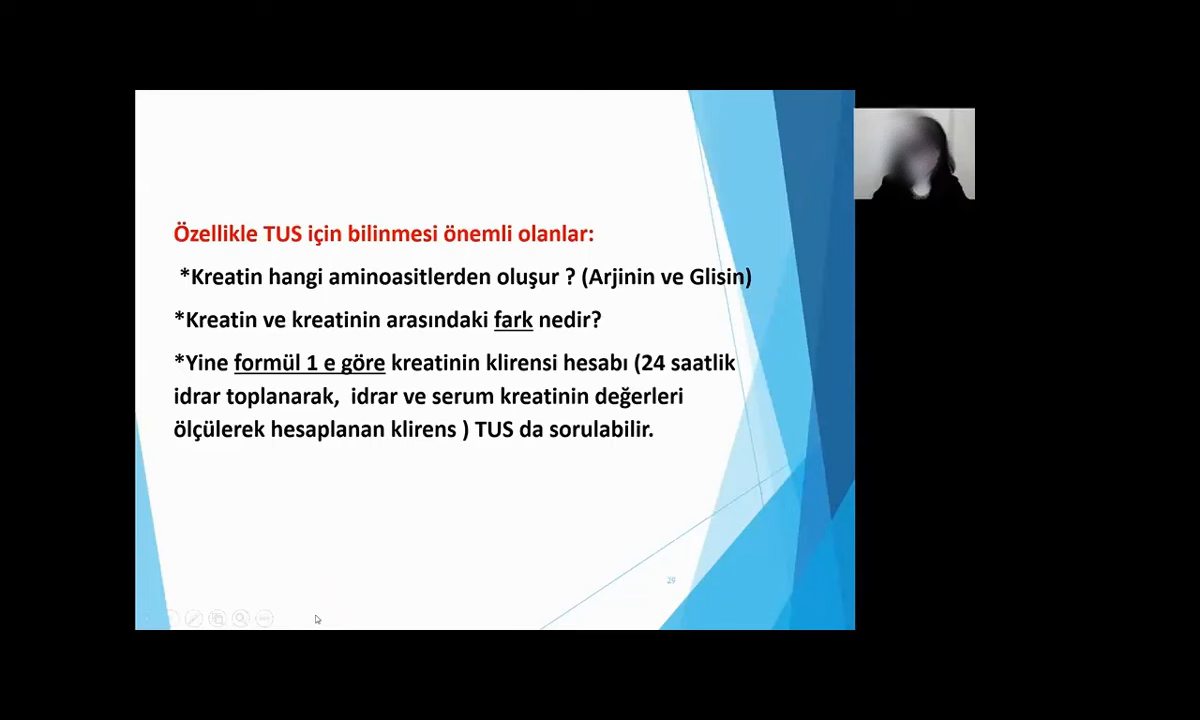 Özellikle TUS için bilinmesi önemli olanlar:
*Kreatin hangi aminoasitlerden oluşur ? (Arjinin ve Glisin)
*Kreatin ve kreatinin arasındaki fark nedir?
*Yine formül 1 e göre kreatinin klirensi hesabı (24 saatlik
idrar toplanarak, idrar ve serum kreatinin değerleri
ölçülerek hesaplanan klirens ) TUS da sorulabilir.
29